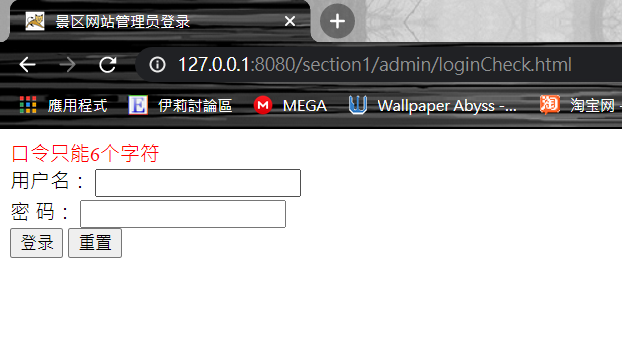 景区网站管理员登录
127.0.0.1:8080/section1/admin/loginCheck.html
應用程式 伊莉討論區 MEGA Wallpaper Abyss -... 淘宝网 -
口令只能6个字符
用户名：
密 码：
登录 重置